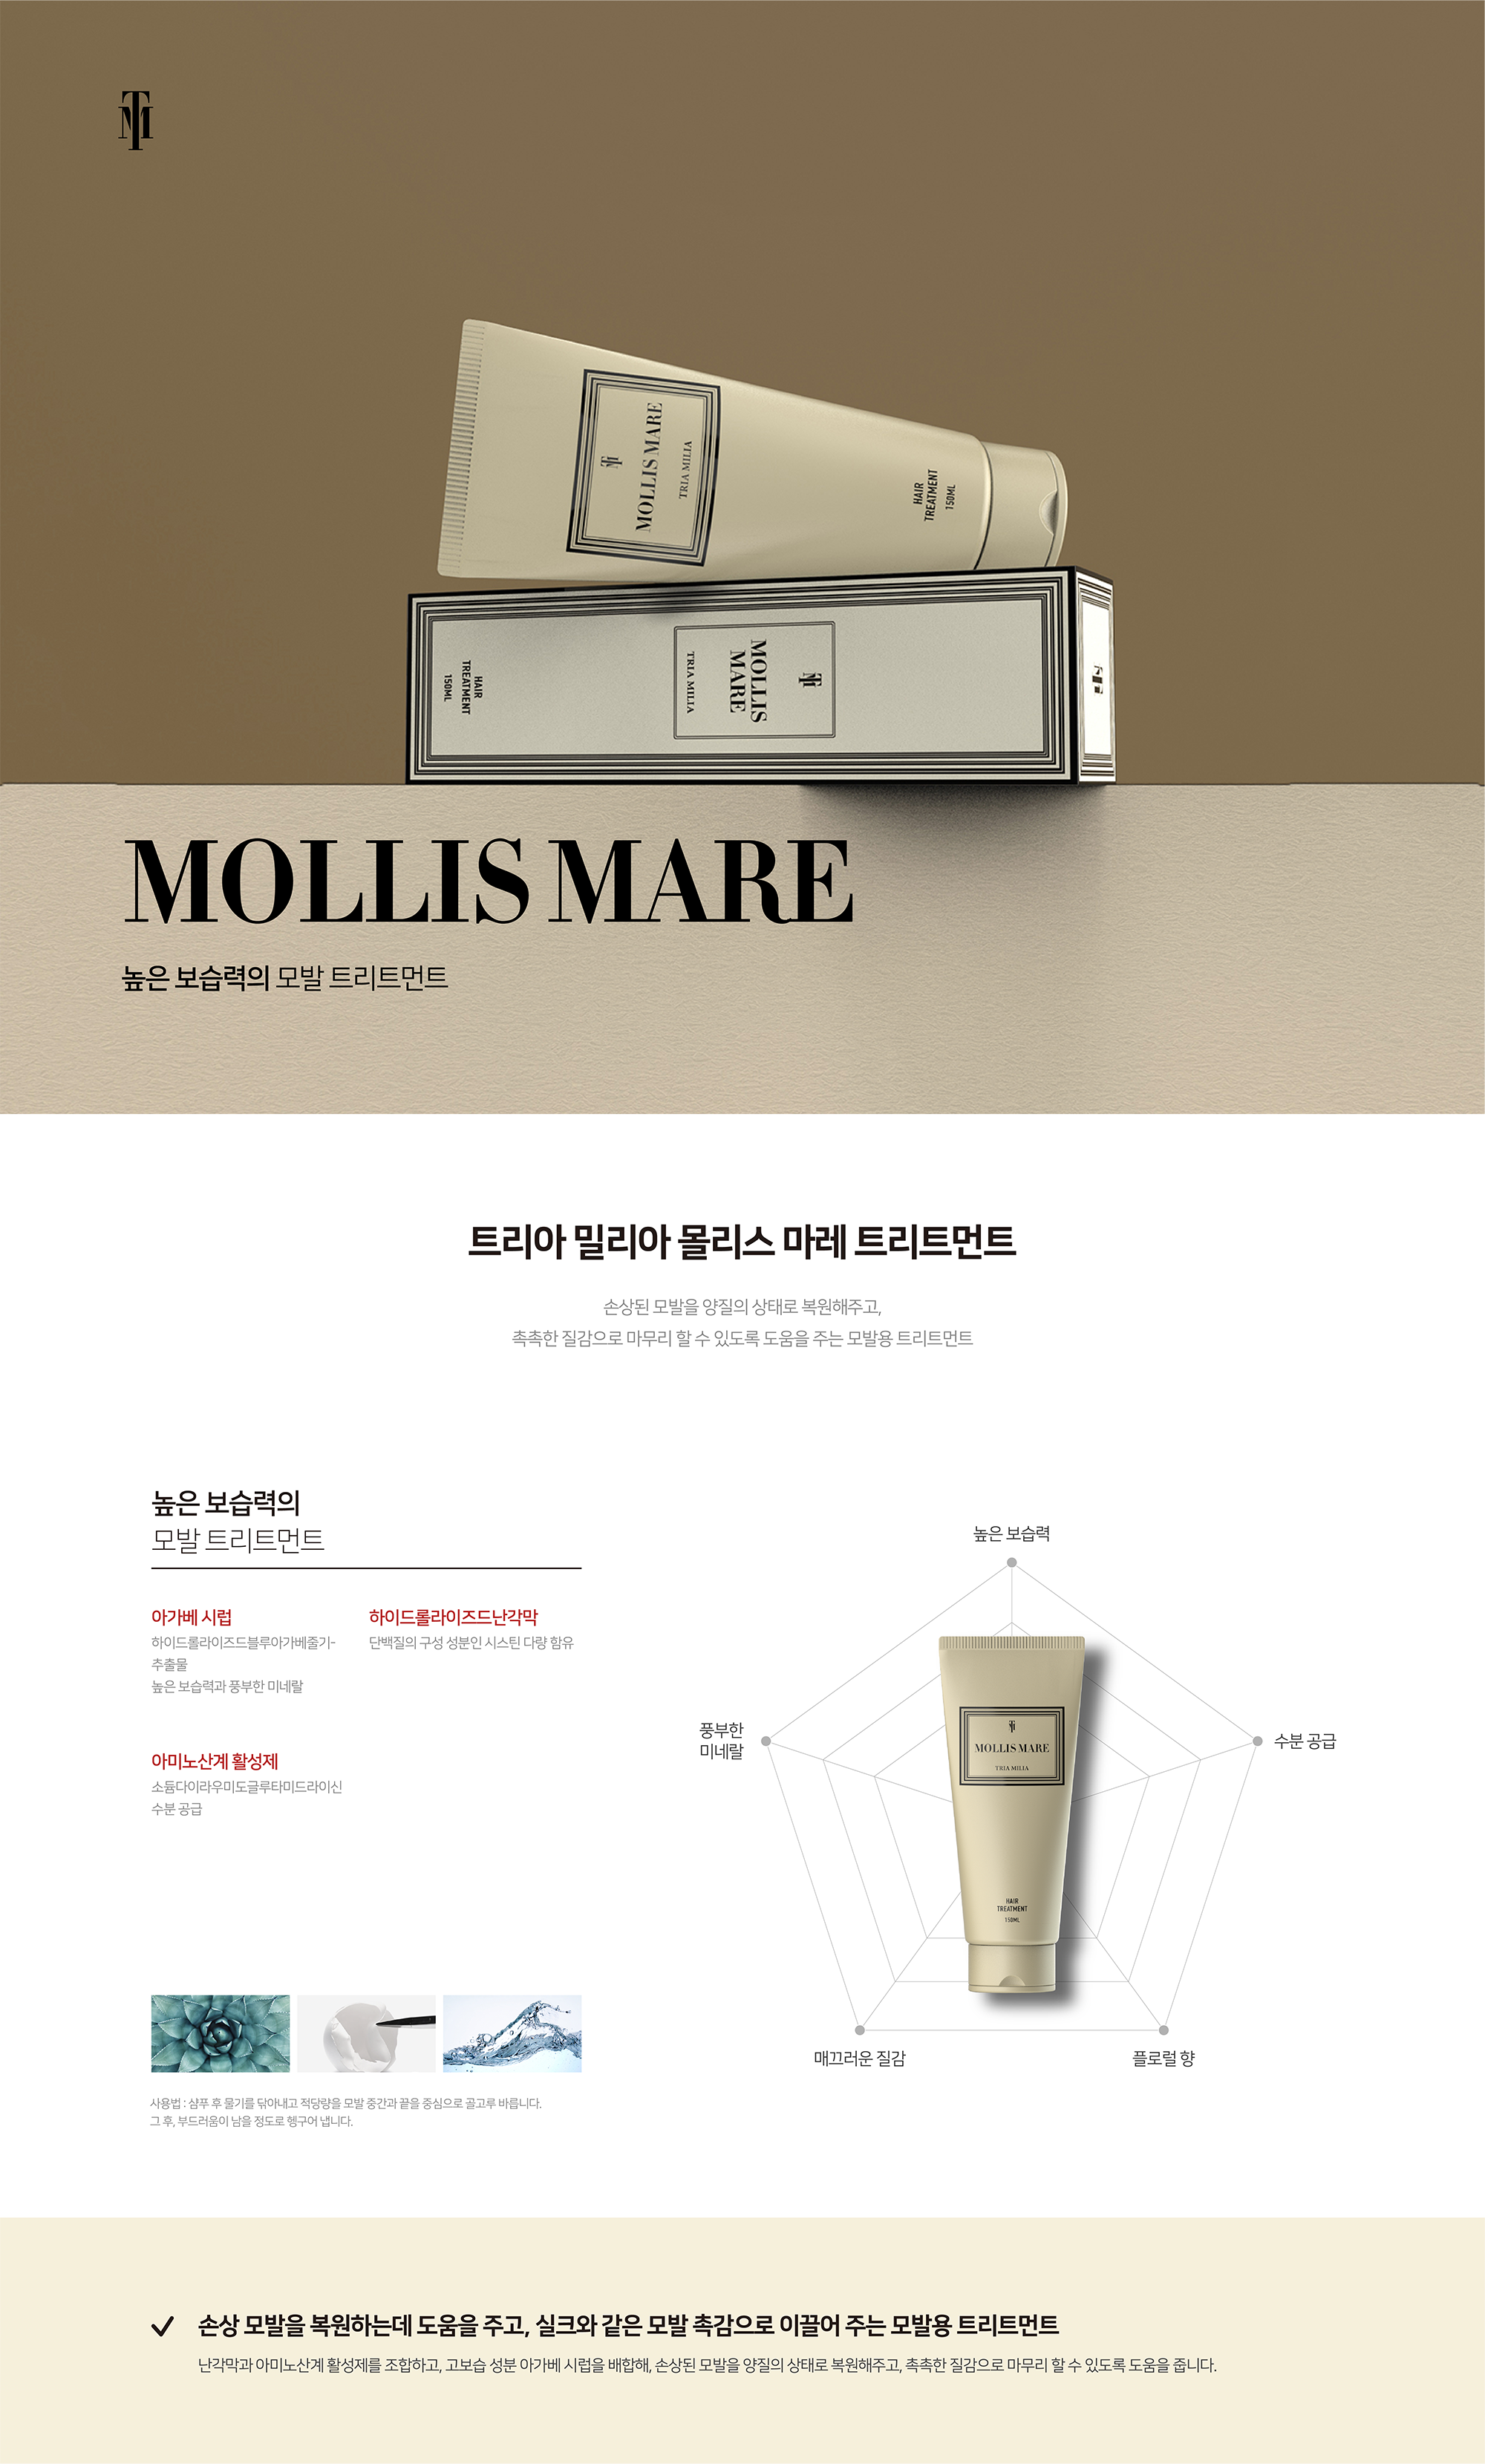 TM
MOLLIS MARE
TRIA MILIA
HAIR
TREATMENT
150ML
TM
MOLLIS
MARE
TRIA MILIA
HAIR
TREATMENT
150ML
MOLLIS MARE
높은 보습력의 모발 트리트먼트
트리아 밀리아 몰리스 마레 트리트먼트
손상된 모발을 양질의 상태로 복원해주고,
촉촉한 질감으로 마무리 할 수 있도록 도움을 주는 모발용 트리트먼트
높은 보습력의
모발 트리트먼트
아가베 시럽
하이드롤라이즈드블루아가베줄기-
추출물
높은 보습력과 풍부한 미네랄
하이드롤라이즈드난각막
단백질의 구성 성분인 시스틴 다량 함유
아미노산계 활성제
소듐다이라우미도글루타미드라이신
수분 공급
높은 보습력
풍부한
미네랄
수분 공급
MOLLIS MARE
TRIA MILIA
HAIR
TREATMENT
150ML
매끄러운 질감
플로럴 향
사용법 : 샴푸 후 물기를 닦아내고 적당량을 모발 중간과 끝을 중심으로 골고루 바릅니다.
그 후, 부드러움이 남을 정도로 헹구어 냅니다.
손상 모발을 복원하는데 도움을 주고, 실크와 같은 모발 촉감으로 이끌어 주는 모발용 트리트먼트
난각막과 아미노산계 활성제를 조합하고, 고보습 성분 아가베 시럽을 배합해, 손상된 모발을 양질의 상태로 복원해주고, 촉촉한 질감으로 마무리 할 수 있도록 도움을 줍니다.